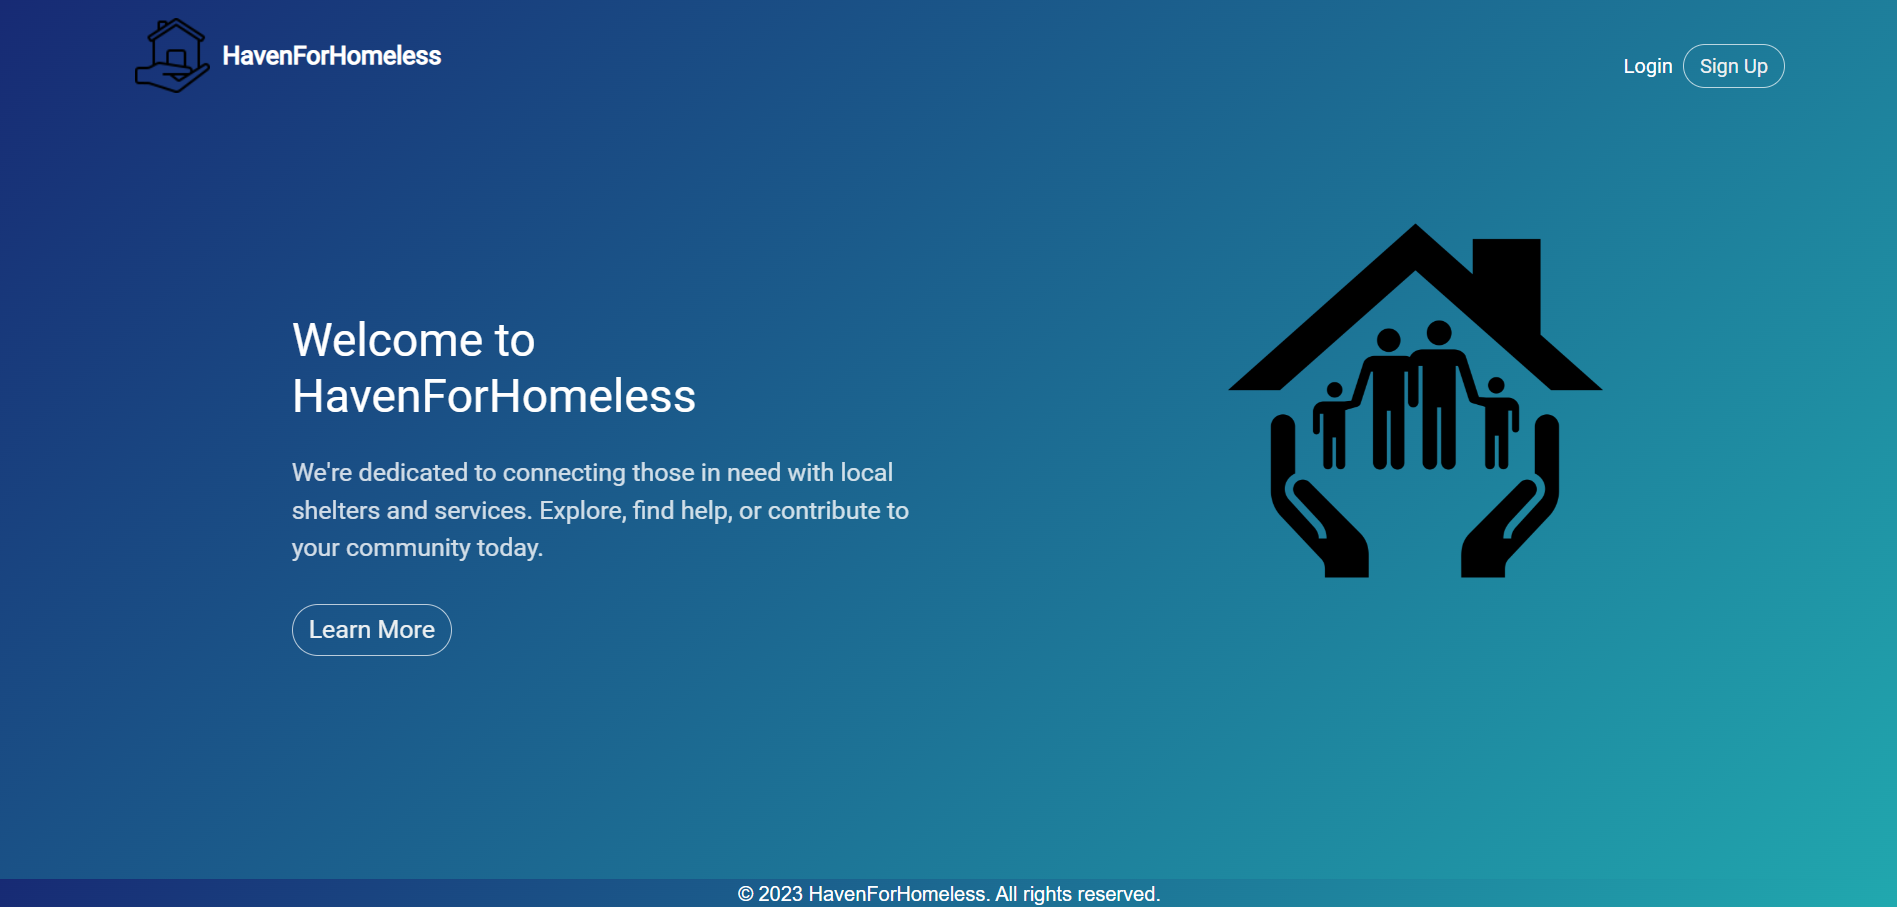 HavenForHomeless
Login
Sign Up
Welcome to
HavenForHomeless
We're dedicated to connecting those in need with local
shelters and services. Explore, find help, or contribute to
your community today.
Learn More
© 2023 HavenForHomeless. All rights reserved.